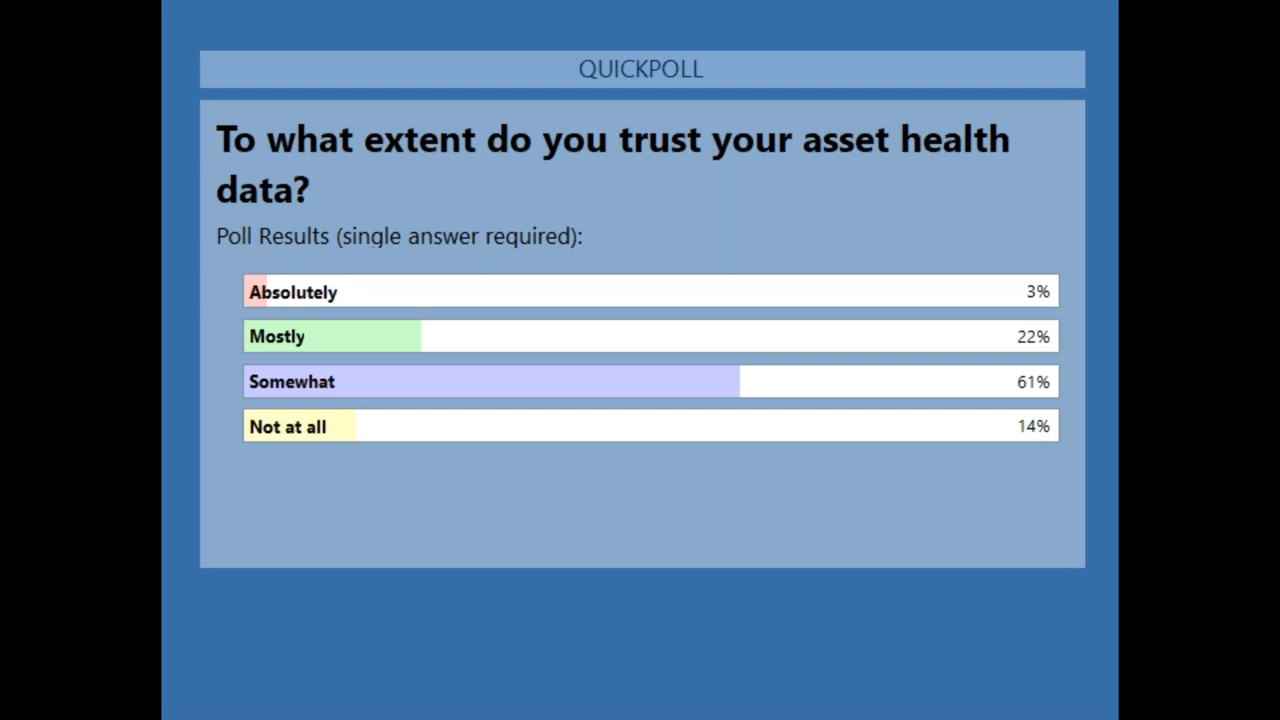 QUICKPOLL
To what extent do you trust your asset health
data?
Poll Results (single answer required):
Absolutely 3%
Mostly 22%
Somewhat 61%
Not at all 14%